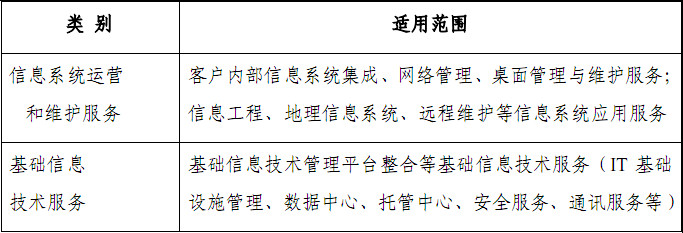 类 别 适用范围
信息系统运营 客户内部信息系统集成、网络管理、桌面管理与维护服务;
和维护服务 信息工程、地理信息系统、远程维护等信息系统应用服务
基础信息 基础信息技术管理平台整合等基础信息技术服务（IT 基础
技术服务 设施管理、数据中心、托管中心、安全服务、通讯服务等）